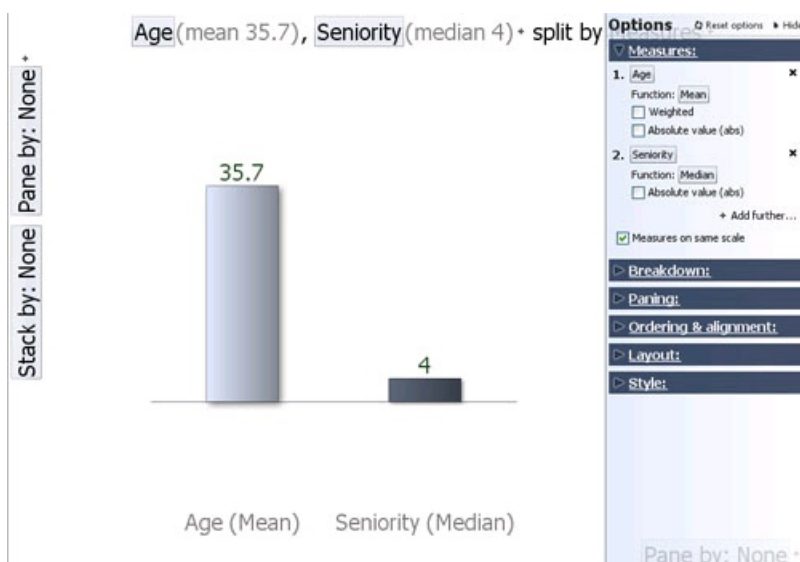 Age (mean 35.7), Seniority (median 4) split by Measures
Pane by: None
Stack by: None
35.7
4
Age (Mean)
Seniority (Median)
Options
Reset options
Hide
Measures:
1. Age
Function: Mean
Weighted
Absolute value (abs)
2. Seniority
Function: Median
Absolute value (abs)
+ Add further...
Measures on same scale
Breakdown:
Paning:
Ordering & alignment:
Layout:
Style:
Pane by: None